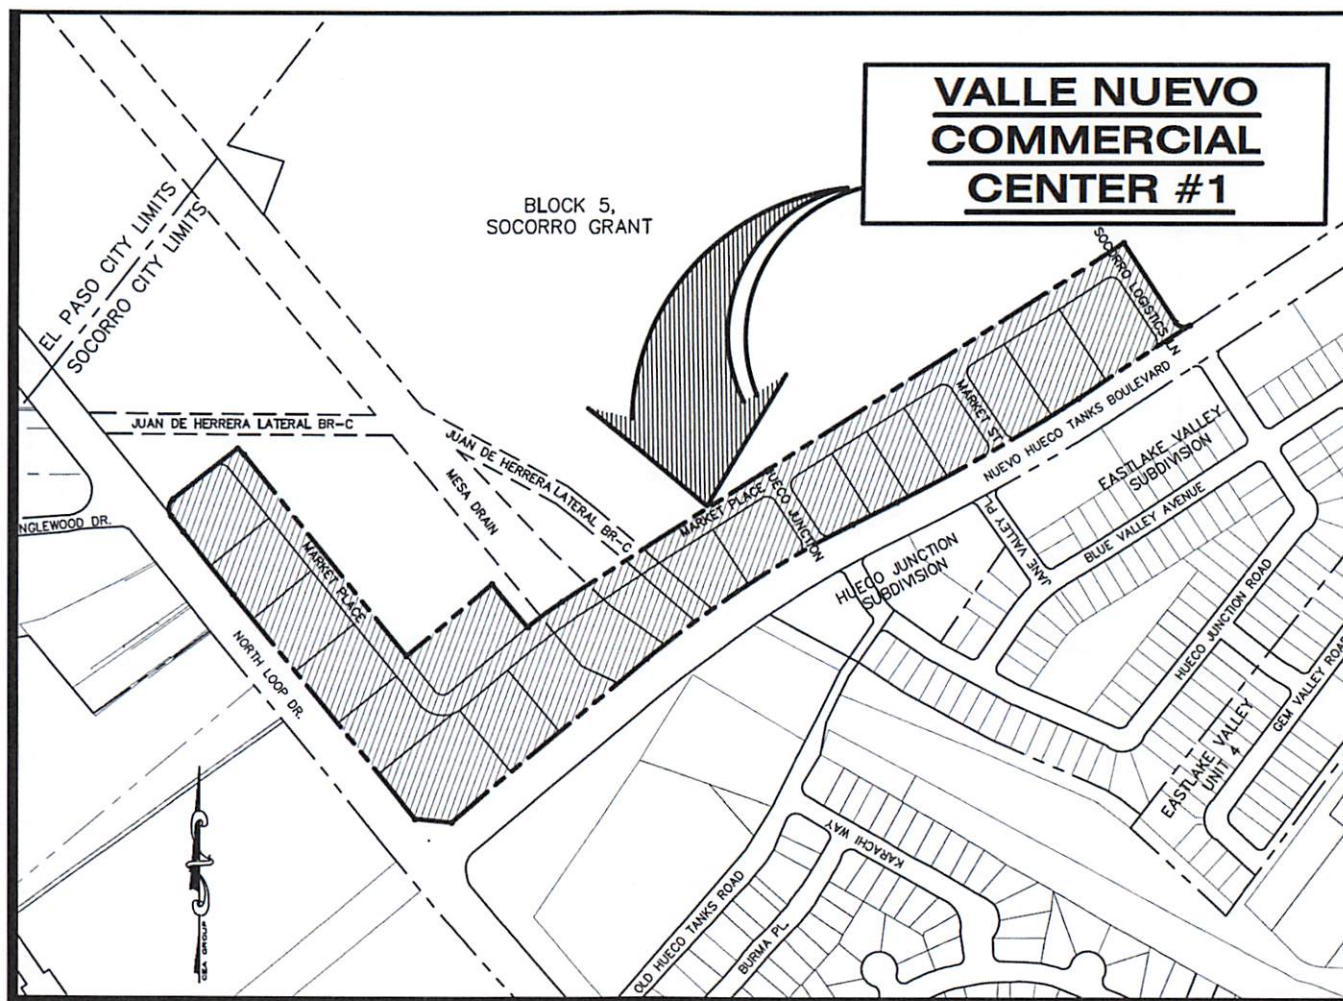 VALLE NUEVO
COMMERCIAL
CENTER #1
BLOCK 5,
SOCORRO GRANT
EL PASO CITY LIMITS
SOCORRO CITY LIMITS
SOCORRO LOGISTICS LN
JUAN DE HERRERA LATERAL BR-C
JUAN DE HERRERA LATERAL BR-C
MESA DRAIN
MARKET PLACE
HUECO JUNCTION
MARKET ST.
NUEVO HUECO TANKS BOULEVARD
EASTLAKE VALLEY
SUBDIVISION
BLUE VALLEY AVENUE
JANE VALLEY PL
HUECO JUNCTION
SUBDIVISION
HUECO JUNCTION ROAD
GEM VALLEY ROAD
EASTLAKE VALLEY
UNIT 4
NGLEWOOD DR.
MARKET PLACE
NORTH LOOP DR.
KARACHI WAY
OLD HUECO TANKS ROAD
BURMA PL.
CEA GROUP